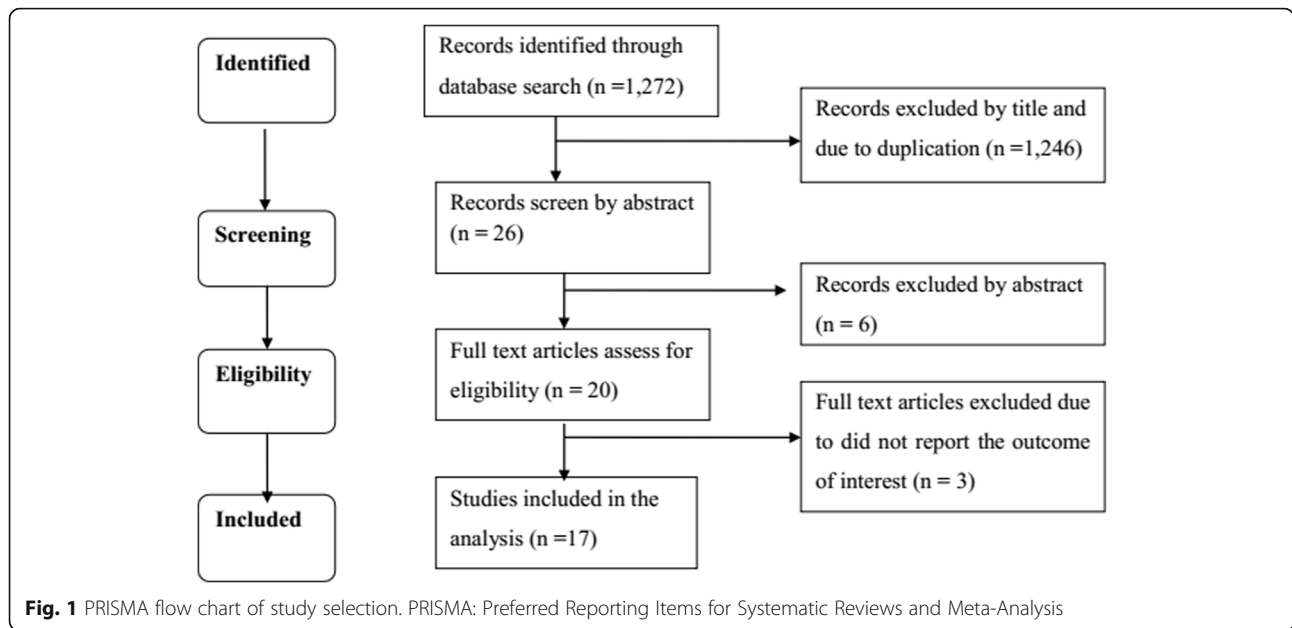 Identified
Records identified through
database search (n =1,272)
Records excluded by title and
due to duplication (n =1,246)
Screening
Records screen by abstract
(n = 26)
Records excluded by abstract
(n = 6)
Eligibility
Full text articles assess for
eligibility (n = 20)
Full text articles excluded due
to did not report the outcome
of interest (n = 3)
Included
Studies included in the
analysis (n =17)
Fig. 1 PRISMA flow chart of study selection. PRISMA: Preferred Reporting Items for Systematic Reviews and Meta-Analysis